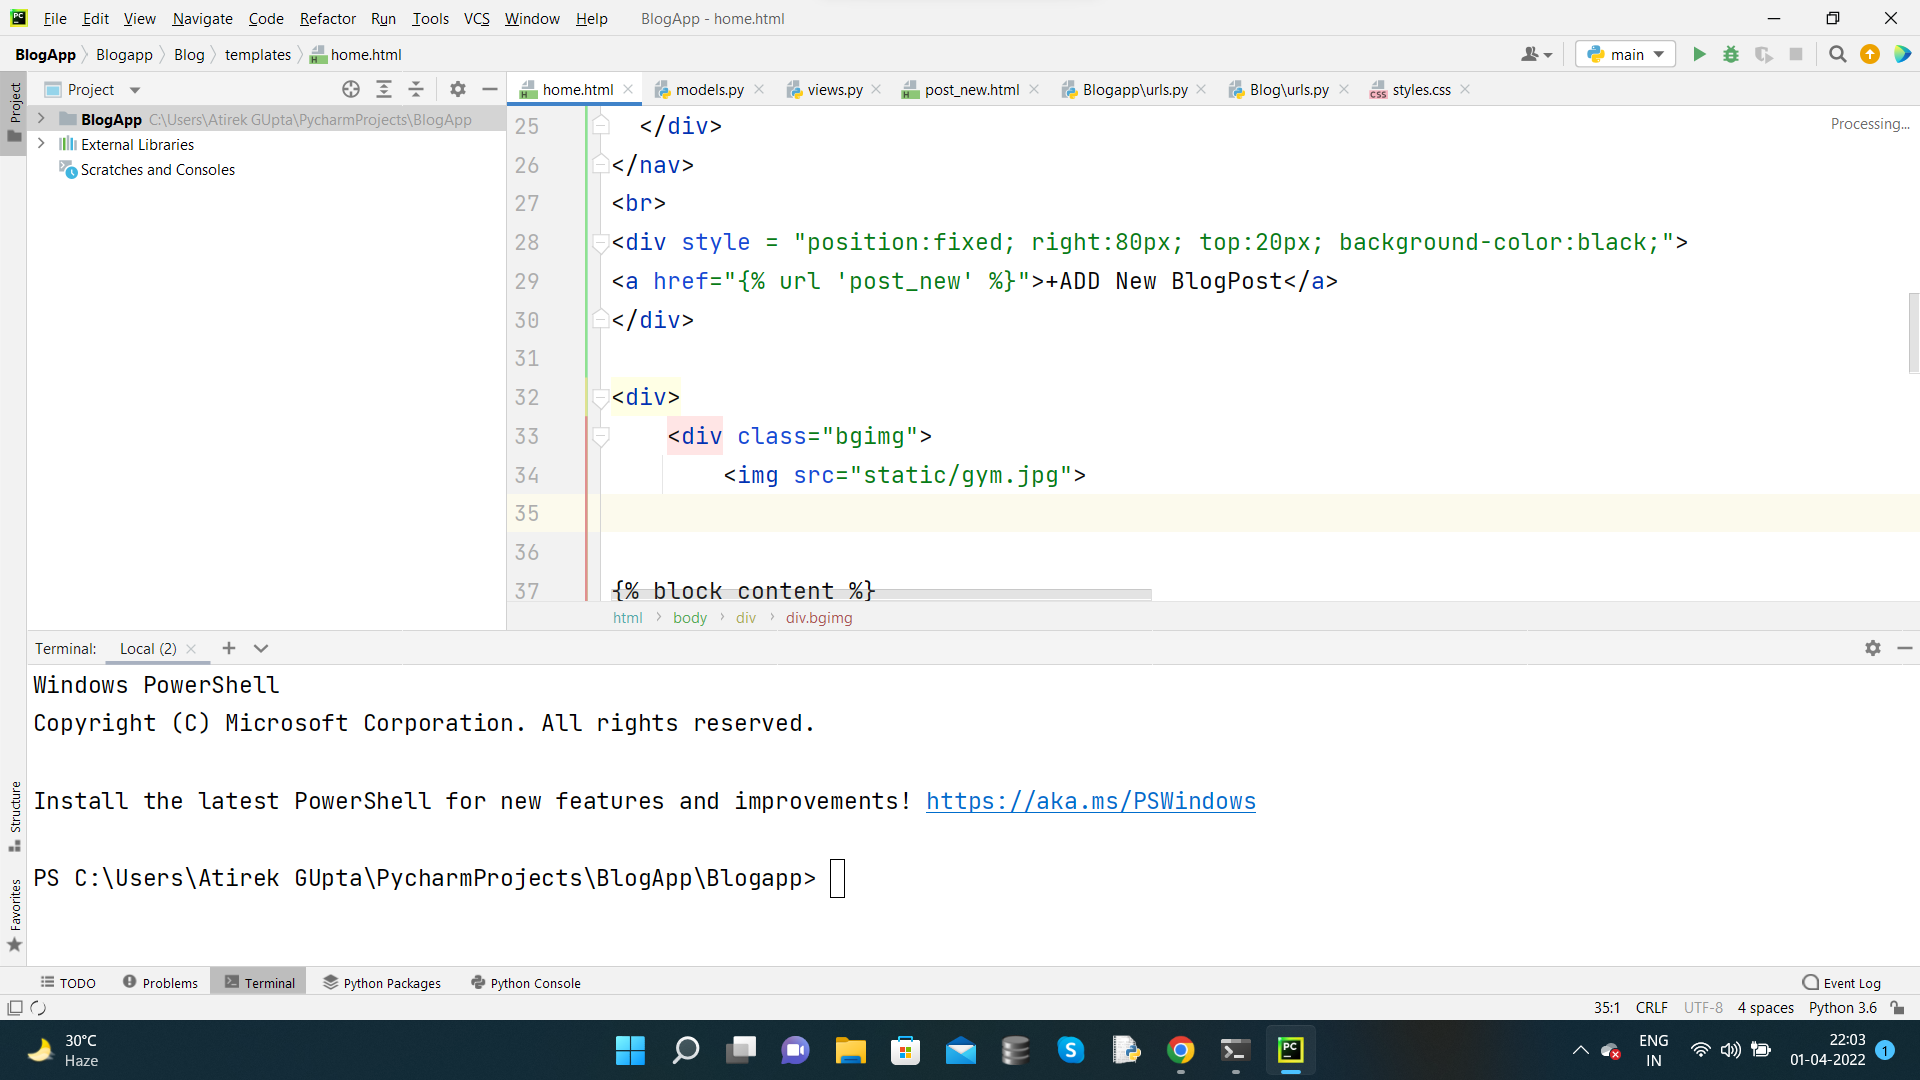 File Edit View Navigate Code Refactor Run Tools VCS Window Help BlogApp - home.html
BlogApp Blogapp Blog templates home.html main
Project
home.html models.py views.py post_new.html Blogapp\urls.py Blog\urls.py styles.css
Project
BlogApp C:\Users\Atirek GUpta\PycharmProjects\BlogApp
External Libraries
Scratches and Consoles
Processing...
25 </div>
26 </nav>
27 <br>
28 <div style = "position:fixed; right:80px; top:20px; background-color:black;">
29 <a href="{% url 'post_new' %}">+ADD New BlogPost</a>
30 </div>
31
32 <div>
33 <div class="bgimg">
34 <img src="static/gym.jpg">
35
36
37 {% block content %}
html body div div.bgimg
Terminal: Local (2)
Windows PowerShell
Copyright (C) Microsoft Corporation. All rights reserved.
Install the latest PowerShell for new features and improvements! https://aka.ms/PSWindows
PS C:\Users\Atirek GUpta\PycharmProjects\BlogApp\Blogapp>
Structure
Favorites
TODO Problems Terminal Python Packages Python Console Event Log
35:1 CRLF UTF-8 4 spaces Python 3.6
30°C
Haze
ENG
IN
22:03
01-04-2022
1